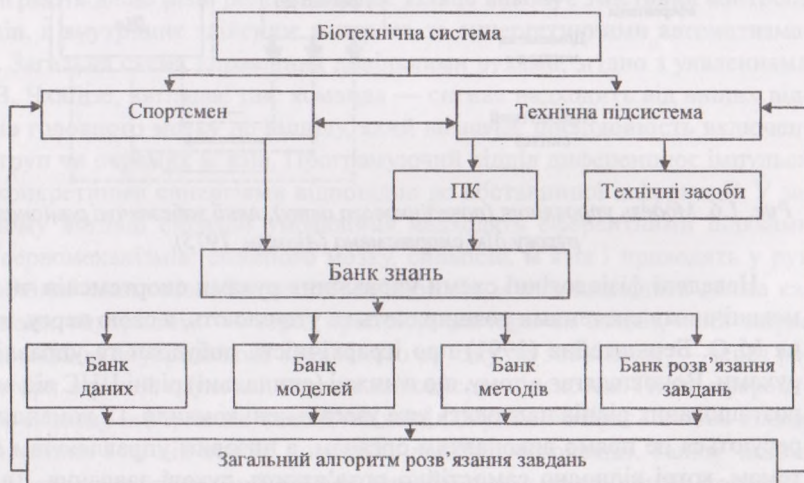 Біотехнічна система
Спортсмен
Технічна підсистема
ПК
Технічні засоби
Банк знань
Банк
даних
Банк
моделей
Банк
методів
Банк розв’язання
завдань
Загальний алгоритм розв’язання завдань